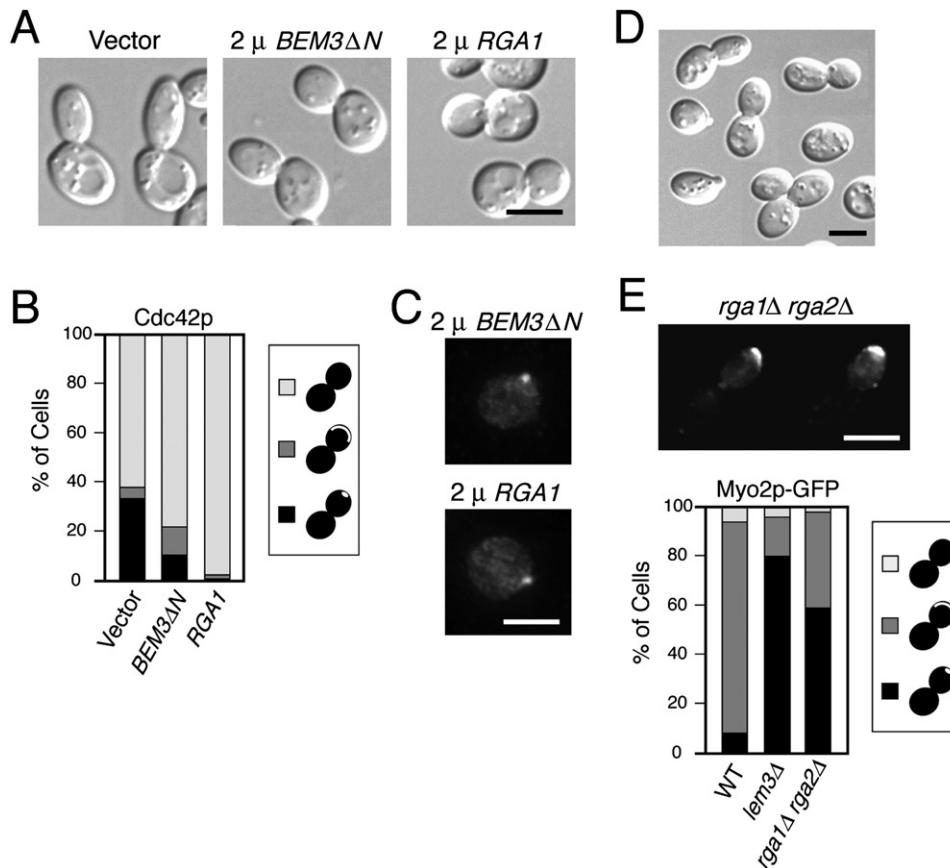 A
Vector
2 μ BEM3ΔN
2 μ RGA1
B
Cdc42p
% of Cells
100
80
60
40
20
0
Vector
BEM3ΔN
RGA1
C
2 μ BEM3ΔN
2 μ RGA1
D
E
rga1Δ rga2Δ
Myo2p-GFP
% of Cells
100
80
60
40
20
0
WT
lem3Δ
rga1Δ rga2Δ